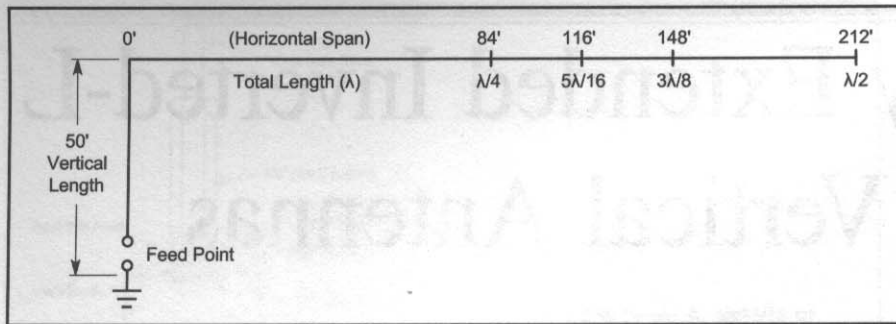 0' (Horizontal Span) 84' 116' 148' 212'
Total Length (λ) λ/4 5λ/16 3λ/8 λ/2
50'
Vertical
Length
Feed Point
Extended Inverted-L
Vertical Antennas